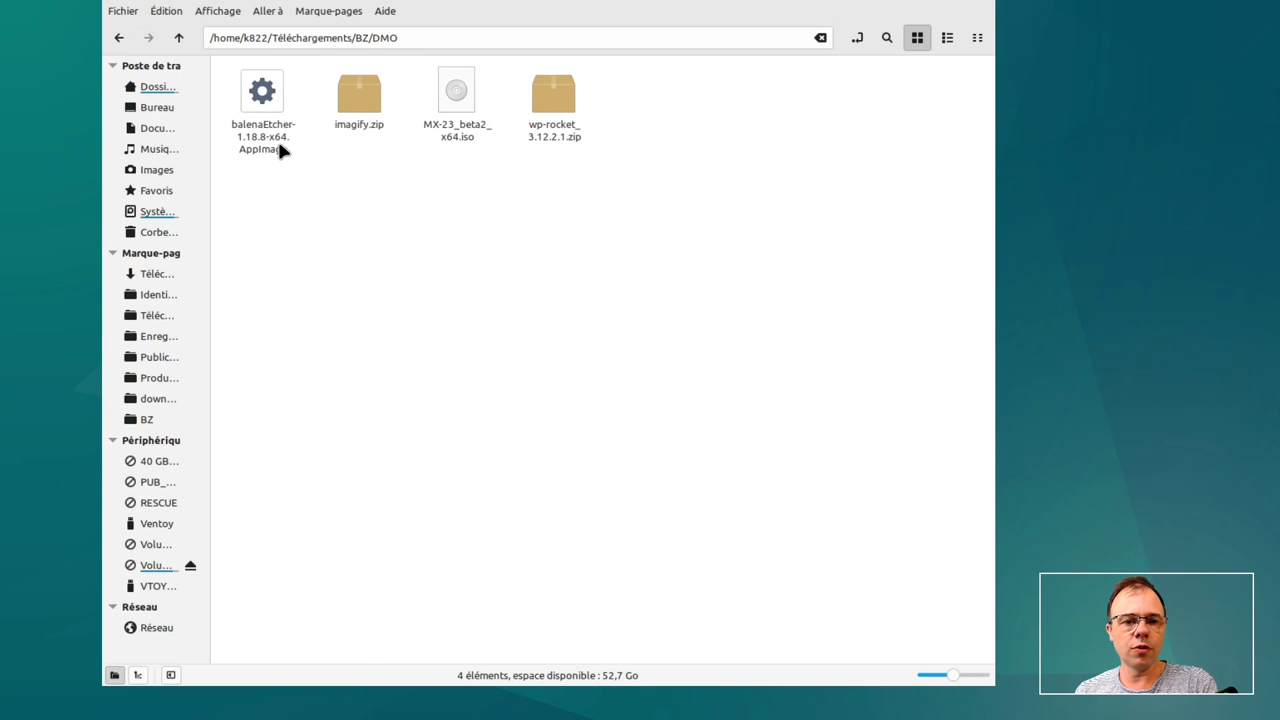 Fichier Édition Affichage Aller à Marque-pages Aide
/home/k822/Téléchargements/BZ/DMO
Poste de tra
Dossi...
Bureau
Docu...
Musiq...
Images
Favoris
Systè...
Corbe...
Marque-pag
Téléc...
Identi...
Téléc...
Enreg...
Public...
Produ...
down...
BZ
Périphériqu
40 GB...
PUB_...
RESCUE
Ventoy
Volu...
Volu...
VTOY...
Réseau
Réseau
balenaEtcher-
1.18.8-x64.
AppImag
imagify.zip
MX-23_beta2_
x64.iso
wp-rocket_
3.12.2.1.zip
4 éléments, espace disponible : 52,7 Go